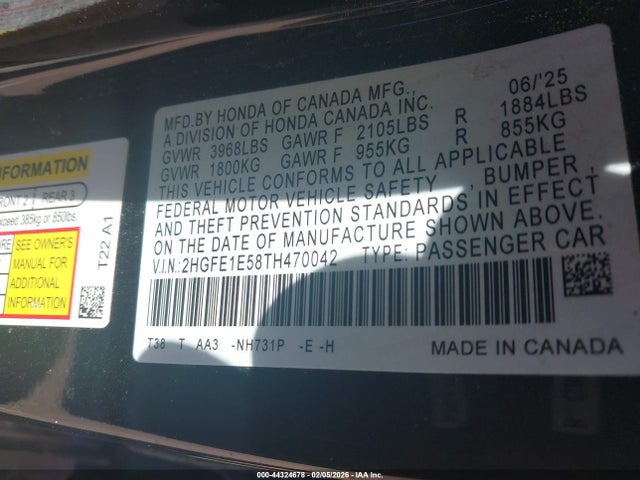 MFD.BY HONDA OF CANADA MFG., 06/'25
A DIVISION OF HONDA CANADA INC.
GVWR 3968LBS GAWR F 2105LBS R 1884LBS
GVWR 1800KG GAWR F 955KG R 855KG
THIS VEHICLE CONFORMS TO ALL APPLICABLE
FEDERAL MOTOR VEHICLE SAFETY , BUMPER ,
AND THEFT PREVENTION STANDARDS IN EFFECT
ON THE DATE OF MANUFACTURE SHOWN ABOVE.
V.I.N.: 2HGFE1E58TH470042 TYPE: PASSENGER CAR
T38 T AA3 -NH731P -E -H MADE IN CANADA
INFORMATION
FRONT 2 REAR 3
exceed 385kg or 850lbs.
SEE OWNER'S
MANUAL FOR
ADDITIONAL
INFORMATION
T22 A1
000-44324678 - 02/05/2026 - IAA Inc.